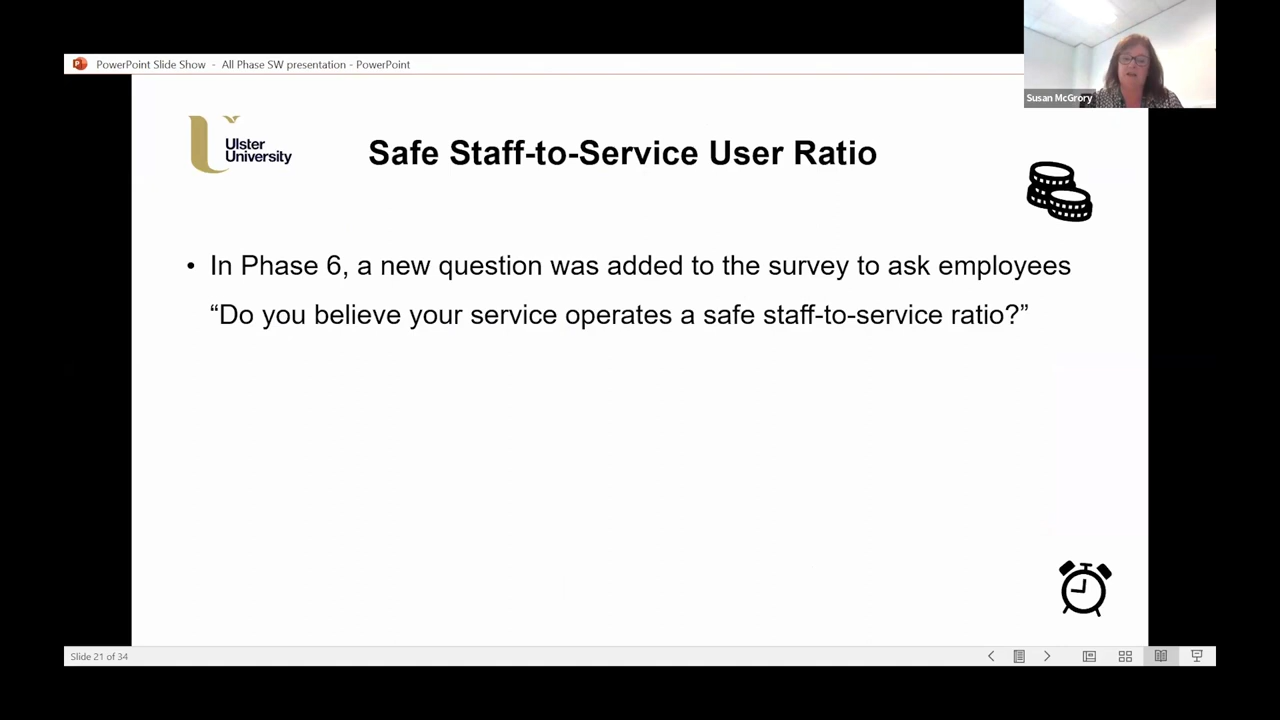 PowerPoint Slide Show - All Phase SW presentation - PowerPoint
Susan McGrory
Ulster
University
Safe Staff-to-Service User Ratio
• In Phase 6, a new question was added to the survey to ask employees
“Do you believe your service operates a safe staff-to-service ratio?”
Slide 21 of 34